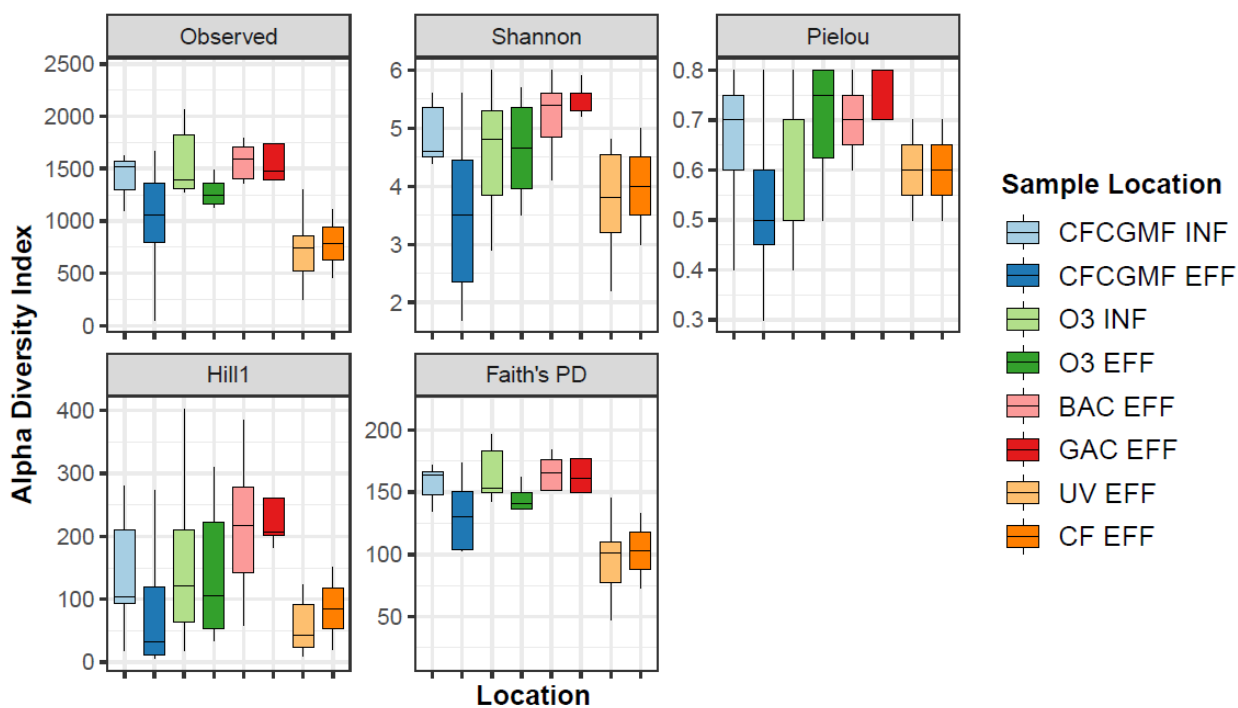 Observed
Shannon
Pielou
2500
2000
1500
1000
500
0
6
5
4
3
2
0.8
0.7
0.6
0.5
0.4
0.3
Hill1
Faith's PD
400
300
200
100
0
200
150
100
50
Alpha Diversity Index
Location
Sample Location
CFCGMF INF
CFCGMF EFF
O3 INF
O3 EFF
BAC EFF
GAC EFF
UV EFF
CF EFF